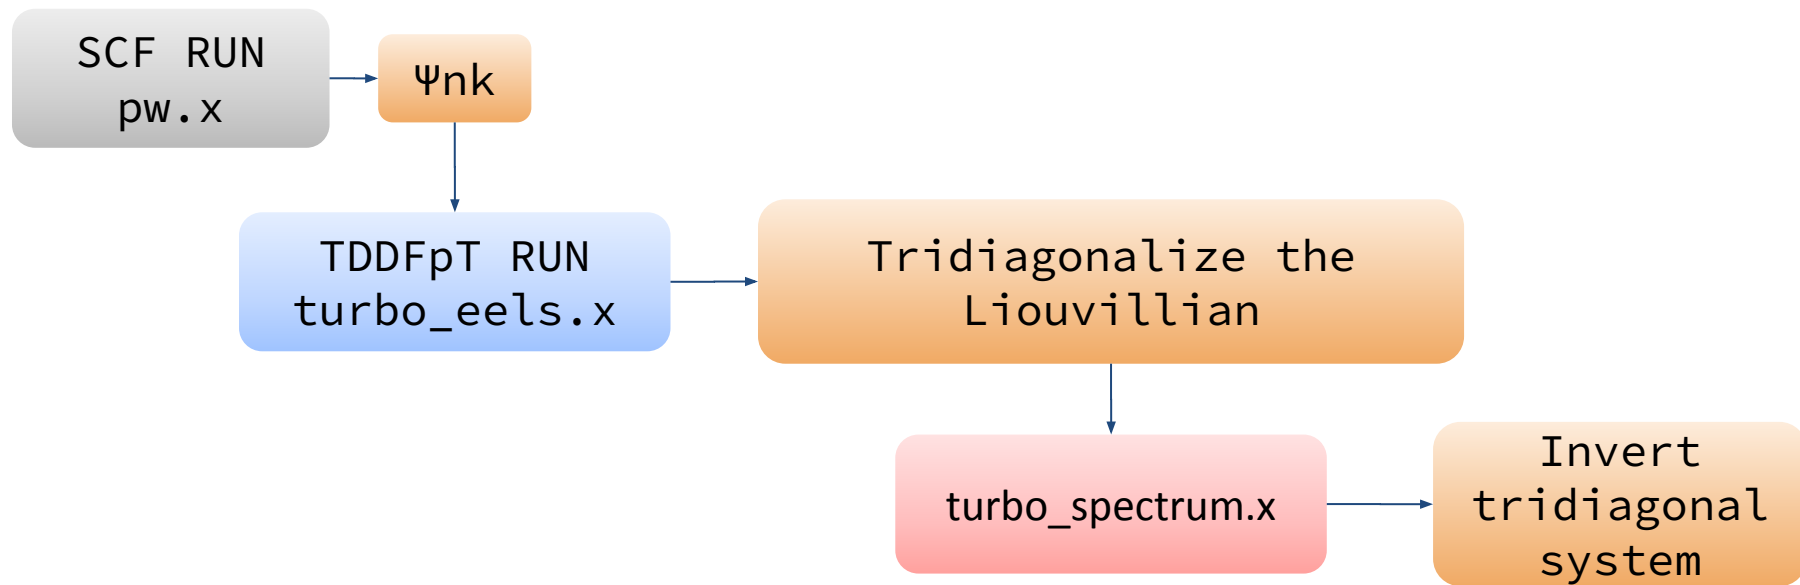 SCF RUN
pw.x
Ψnk
TDDFpT RUN
turbo_eels.x
Tridiagonalize the
Liouvillian
turbo_spectrum.x
Invert
tridiagonal
system